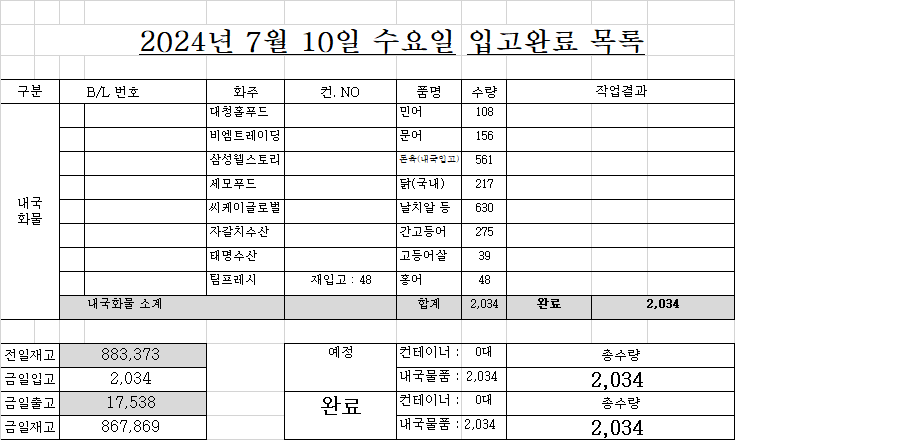 2024년 7월 10일 수요일 입고완료 목록
구분 B/L 번호 화주 컨. NO 품명 수량 작업결과
내국
화물
대청홀푸드 민어 108
비엠트레이딩 문어 156
삼성웰스토리 돈육(내국입고) 561
세모푸드 닭(국내) 217
씨케이글로벌 날치알 등 630
자갈치수산 간고등어 275
태명수산 고등어살 39
팀프레시 재입고 : 48 홍어 48
내국화물 소계 합계 2,034 완료 2,034
전일재고 883,373 예정 컨테이너 : 0대 총수량
금일입고 2,034 내국물품 : 2,034 2,034
금일출고 17,538 완료 컨테이너 : 0대 총수량
금일재고 867,869 내국물품 : 2,034 2,034